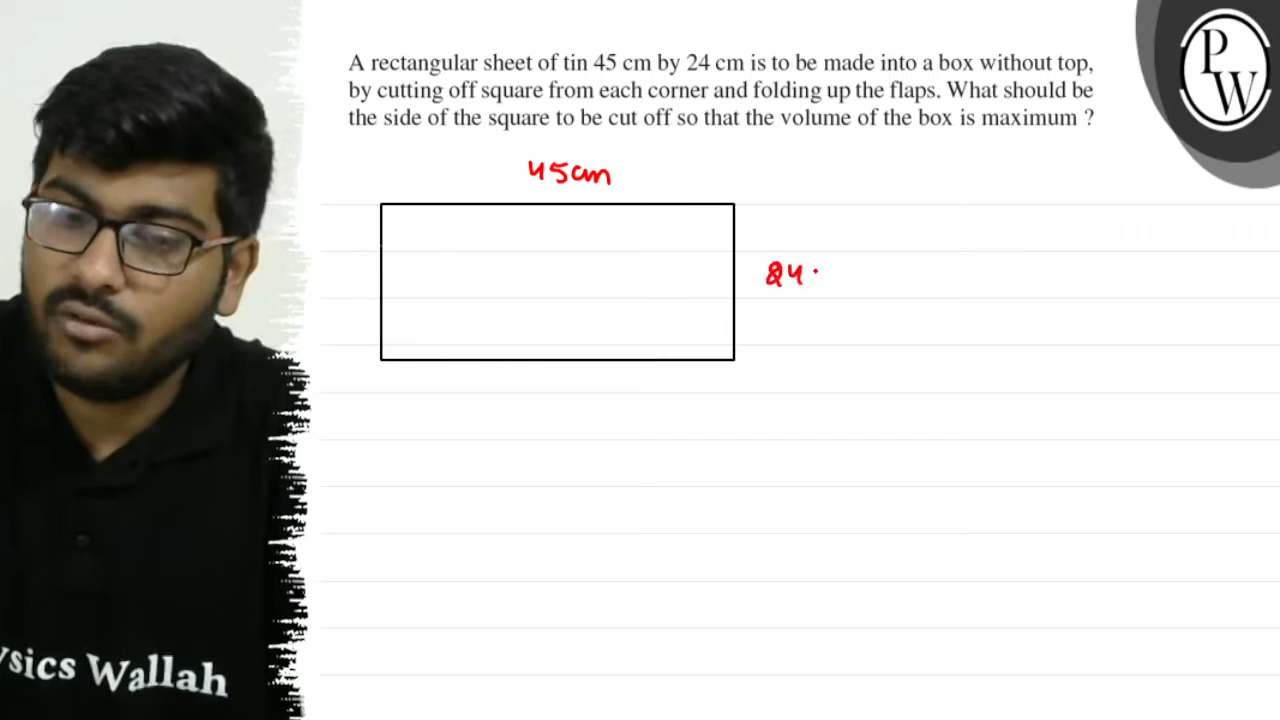 A rectangular sheet of tin 45 cm by 24 cm is to be made into a box without top,
by cutting off square from each corner and folding up the flaps. What should be
the side of the square to be cut off so that the volume of the box is maximum ?
P
W
45cm
24
ysics Wallah